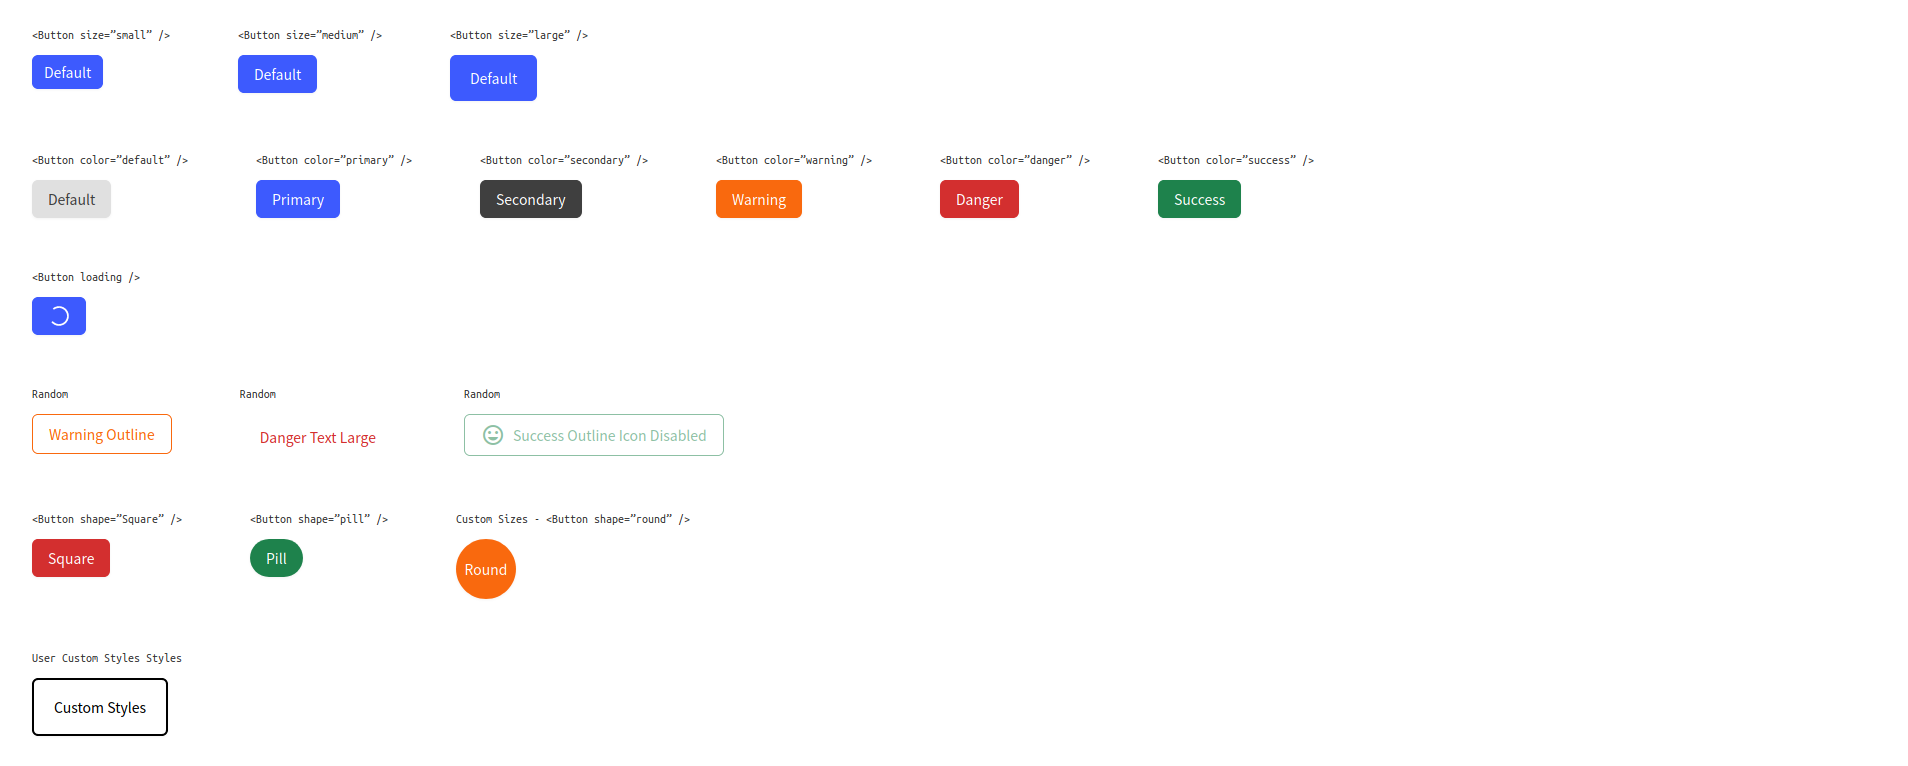 <Button size=”small” />
<Button size=”medium” />
<Button size=”large” />
Default
Default
Default
<Button color=”default” />
<Button color=”primary” />
<Button color=”secondary” />
<Button color=”warning” />
<Button color=”danger” />
<Button color=”success” />
Default
Primary
Secondary
Warning
Danger
Success
<Button loading />
Random
Random
Random
Warning Outline
Danger Text Large
Success Outline Icon Disabled
<Button shape=”Square” />
<Button shape=”pill” />
Custom Sizes - <Button shape=”round” />
Square
Pill
Round
User Custom Styles Styles
Custom Styles